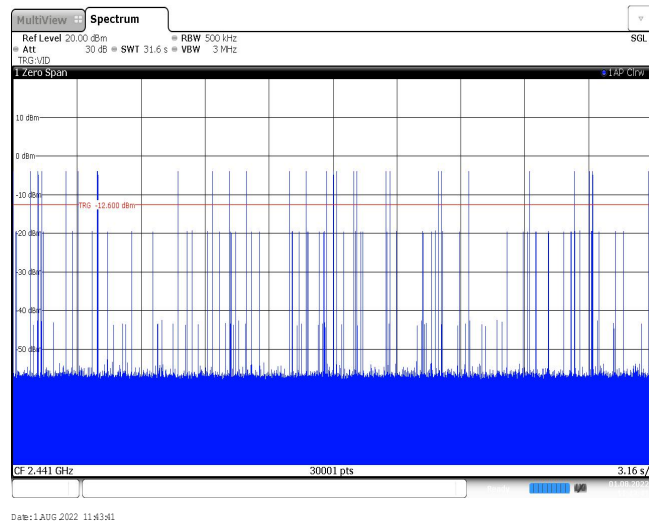 MultiView Spectrum
Ref Level 20.00 dBm RBW 500 kHz SGL
Att 30 dB SWT 31.6 s VBW 3 MHz
TRG:VID
1 Zero Span 1AP Clrw
10 dBm
0 dBm
-10 dBm
TRG -12.600 dBm
-20 dBm
-30 dBm
-40 dBm
-50 dBm
CF 2.441 GHz 30001 pts 3.16 s/
01.08.2022
Date:1.AUG.2022 11:43:41